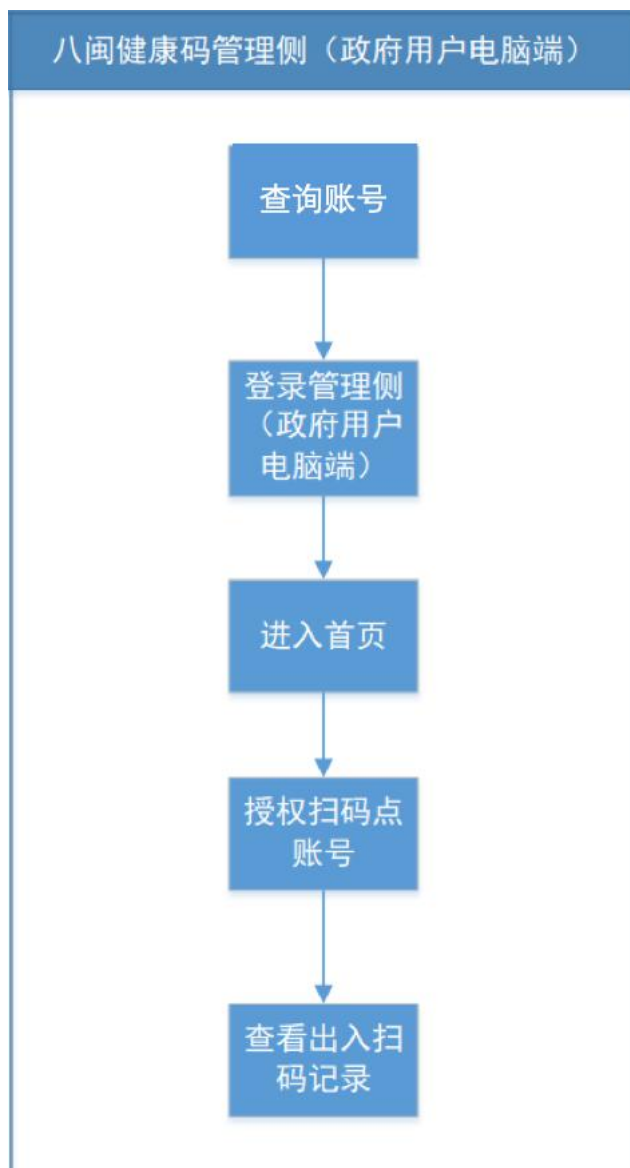 八闽健康码管理侧（政府用户电脑端）
查询账号
登录管理侧
（政府用户
电脑端）
进入首页
授权扫码点
账号
查看出入扫
码记录